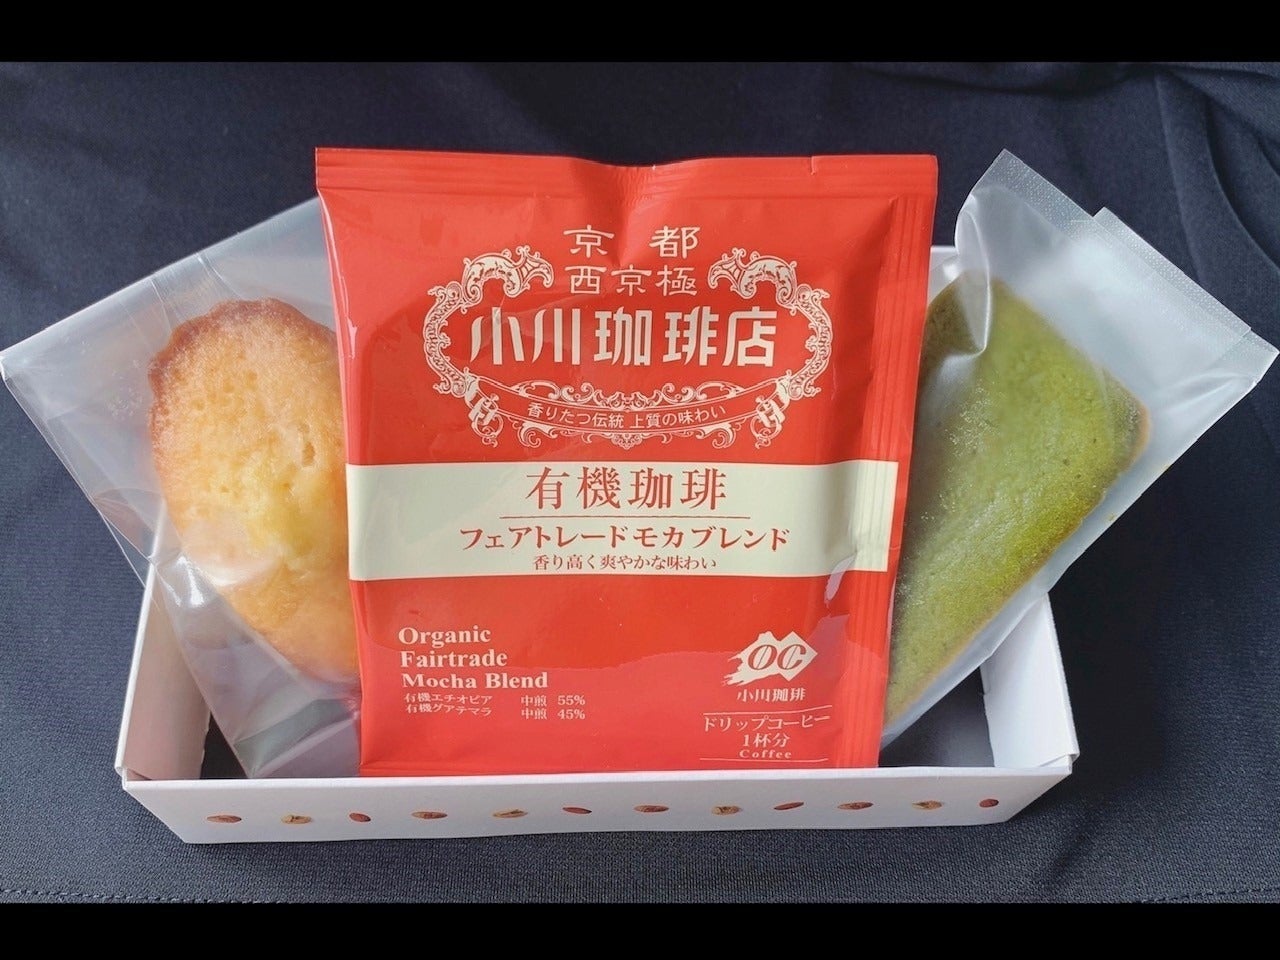 京都
西京極
小川珈琲店
香りたつ伝統 上質の味わい
有機珈琲
フェアトレードモカブレンド
香り高く爽やかな味わい
Organic
Fairtrade
Mocha Blend
有機エチオピア 中煎 55%
有機グアテマラ 中煎 45%
OC
小川珈琲
ドリップコーヒー
1杯分
Coffee